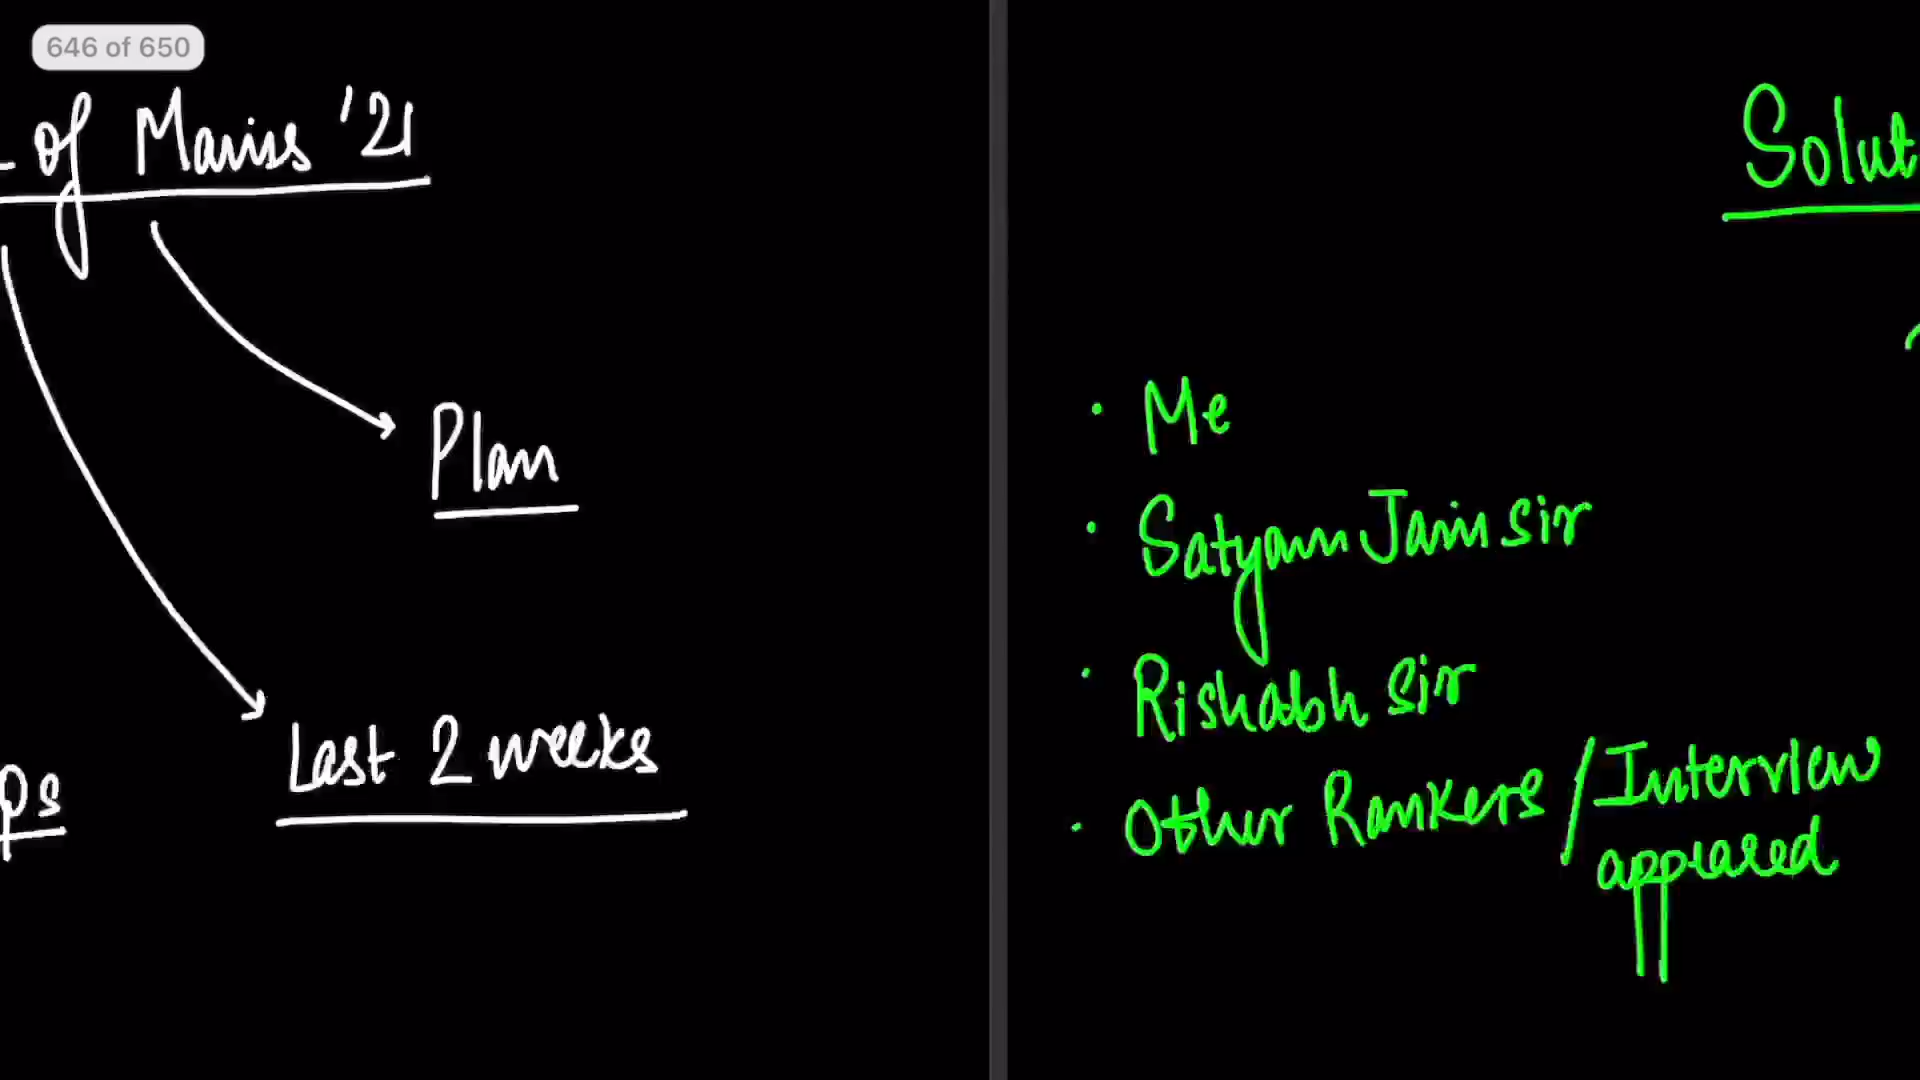 646 of 650
of Mains '21
Plan
Last 2 weeks
ps
Solut
· Me
· Satyam Jain sir
· Rishabh sir
· Other Rankers / Interview
appeared